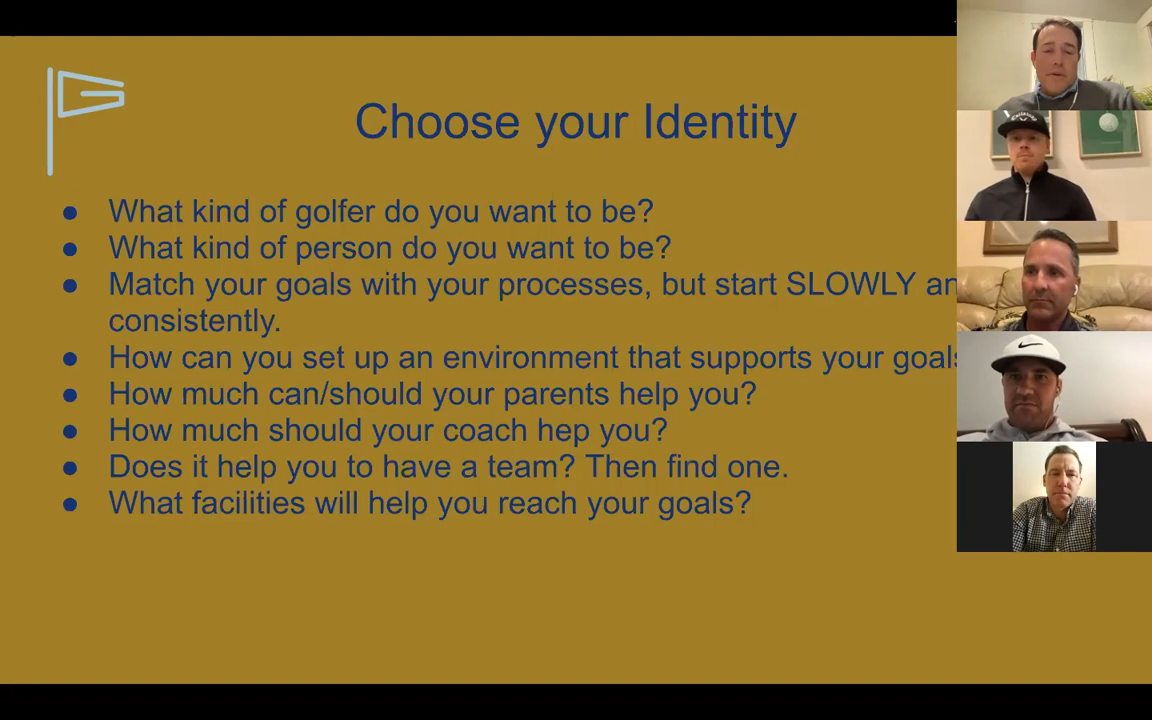 Choose your Identity
● What kind of golfer do you want to be?
● What kind of person do you want to be?
● Match your goals with your processes, but start SLOWLY an
consistently.
● How can you set up an environment that supports your goals
● How much can/should your parents help you?
● How much should your coach hep you?
● Does it help you to have a team? Then find one.
● What facilities will help you reach your goals?
Callaway